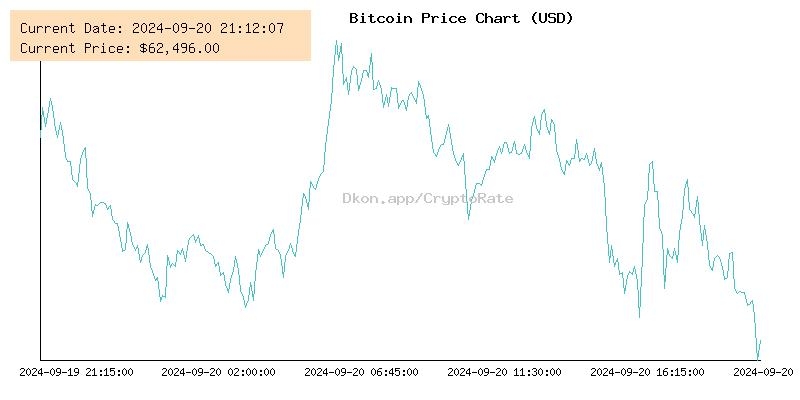 Bitcoin Price Chart (USD)
Current Date: 2024-09-20 21:12:07
Current Price: $62,496.00
Dkon.app/CryptoRate
2024-09-19 21:15:00 2024-09-20 02:00:00 2024-09-20 06:45:00 2024-09-20 11:30:00 2024-09-20 16:15:00 2024-09-20